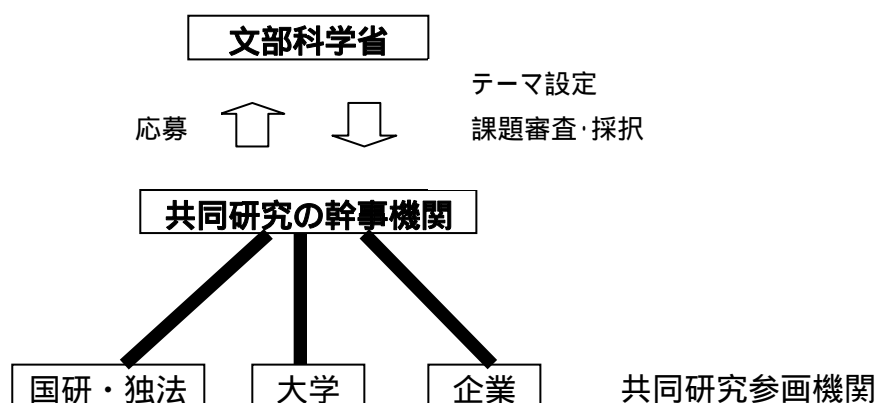 文部科学省
テーマ設定
応募
課題審査・採択
共同研究の幹事機関
国研・独法
大学
企業
共同研究参画機関